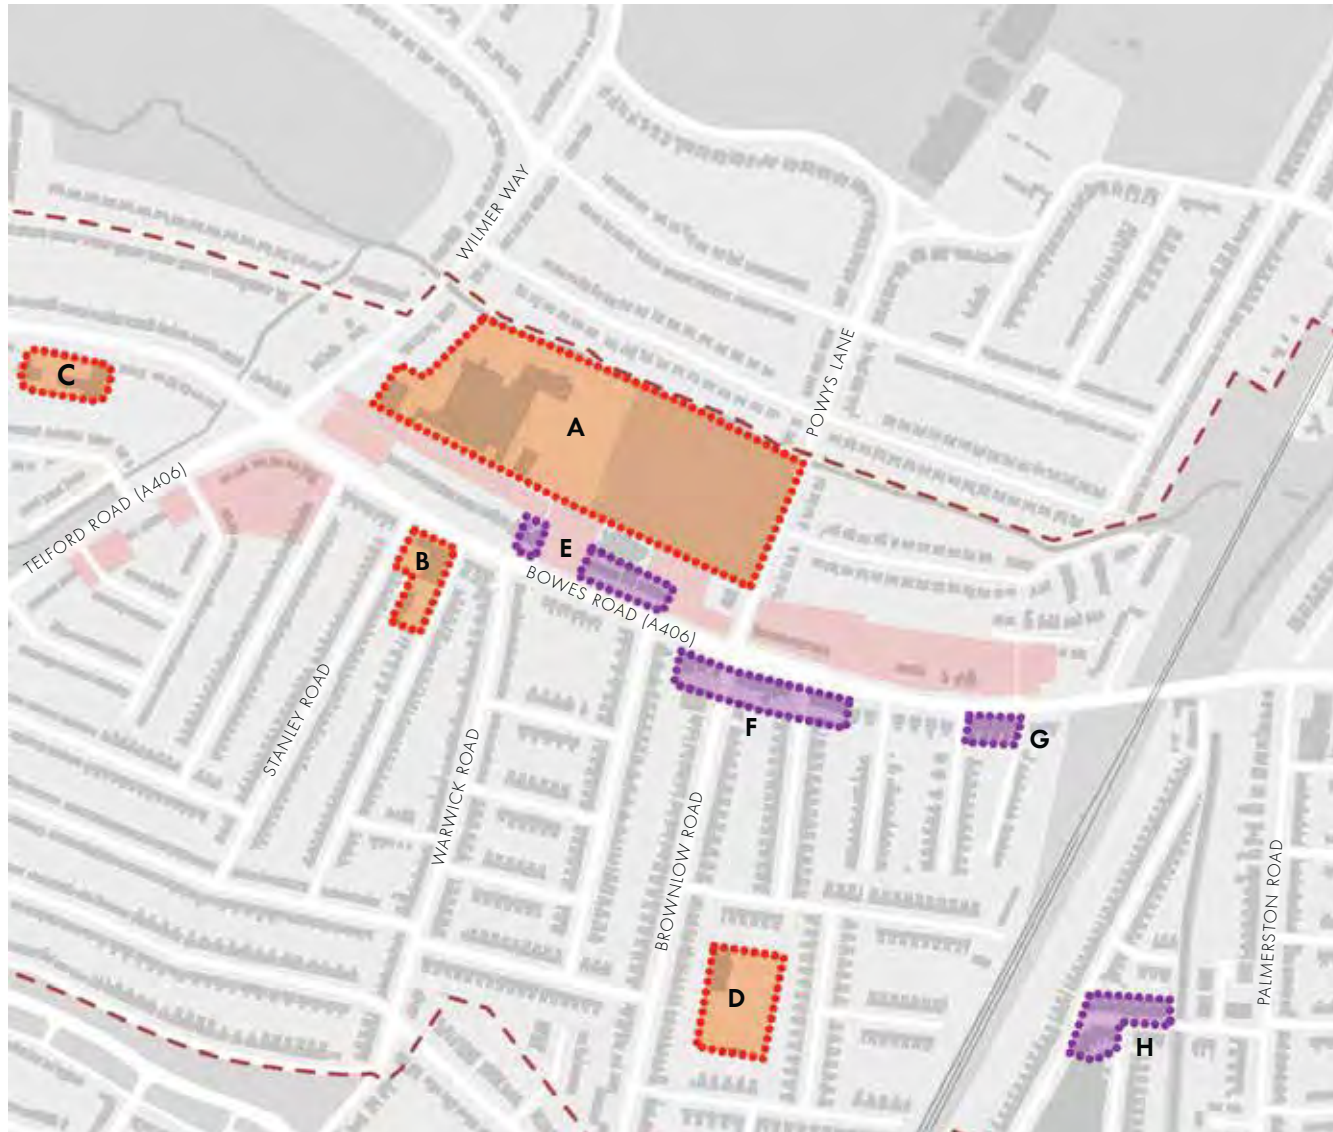 WILMER WAY
POWYS LANE
C
A
TELFORD ROAD (A406)
B
E
BOWES ROAD (A406)
STANLEY ROAD
F
G
WARWICK ROAD
BROWNLOW ROAD
PALMERSTON ROAD
D
H